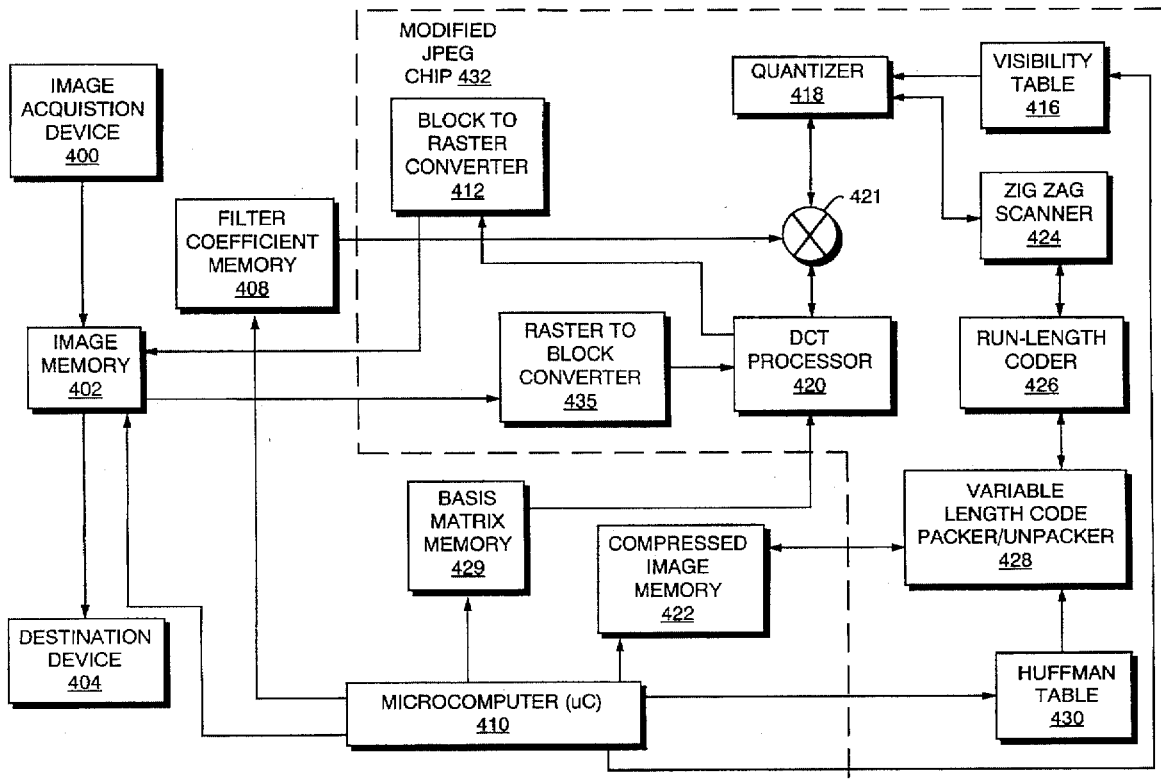 MODIFIED
JPEG
CHIP 432
IMAGE
ACQUISTION
DEVICE
400
BLOCK TO
RASTER
CONVERTER
412
QUANTIZER
418
VISIBILITY
TABLE
416
FILTER
COEFFICIENT
MEMORY
408
421
ZIG ZAG
SCANNER
424
IMAGE
MEMORY
402
RASTER TO
BLOCK
CONVERTER
435
DCT
PROCESSOR
420
RUN-LENGTH
CODER
426
BASIS
MATRIX
MEMORY
429
COMPRESSED
IMAGE
MEMORY
422
VARIABLE
LENGTH CODE
PACKER/UNPACKER
428
DESTINATION
DEVICE
404
MICROCOMPUTER (uC)
410
HUFFMAN
TABLE
430